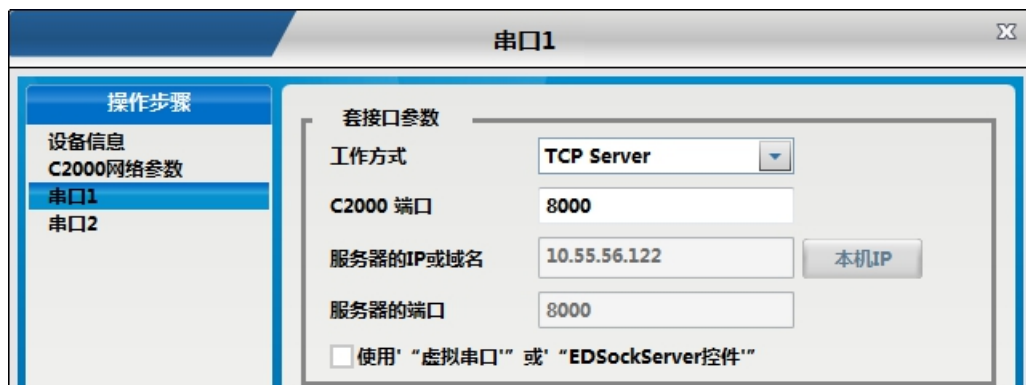 串口1
操作步骤
设备信息
C2000网络参数
串口1
串口2
套接口参数
工作方式 TCP Server
C2000 端口 8000
服务器的IP或域名 10.55.56.122 本机IP
服务器的端口 8000
使用'“虚拟串口'”或'“EDSockServer控件'”